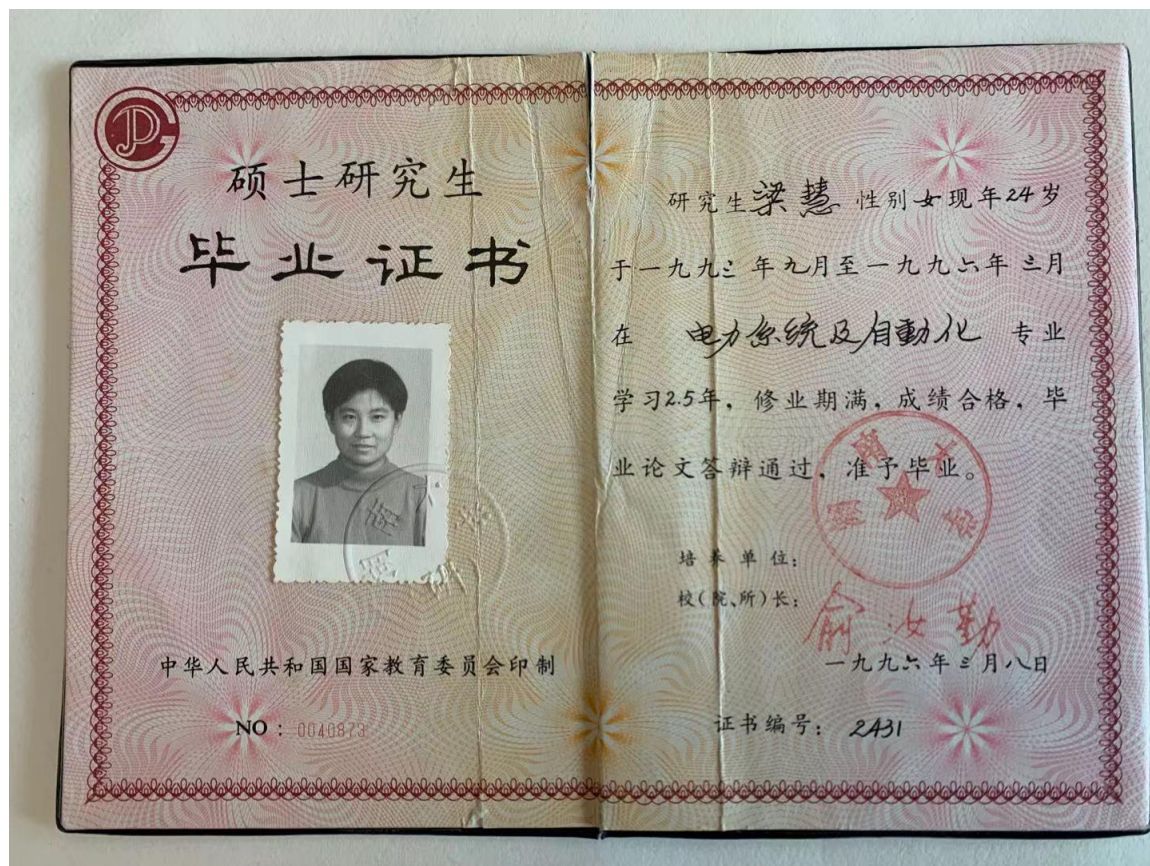 硕士研究生
毕业证书
中华人民共和国国家教育委员会印制
NO：0040873
研究生梁慧 性别女现年24岁
于一九九三年九月至一九九六年三月
在 电力系统及自動化 专业
学习2.5年，修业期满，成绩合格，毕
业论文答辩通过，准予毕业。
湖南大学
培养单位：
校(院、所)长：
俞汝勤
一九九六年三月八日
证书编号：2A31